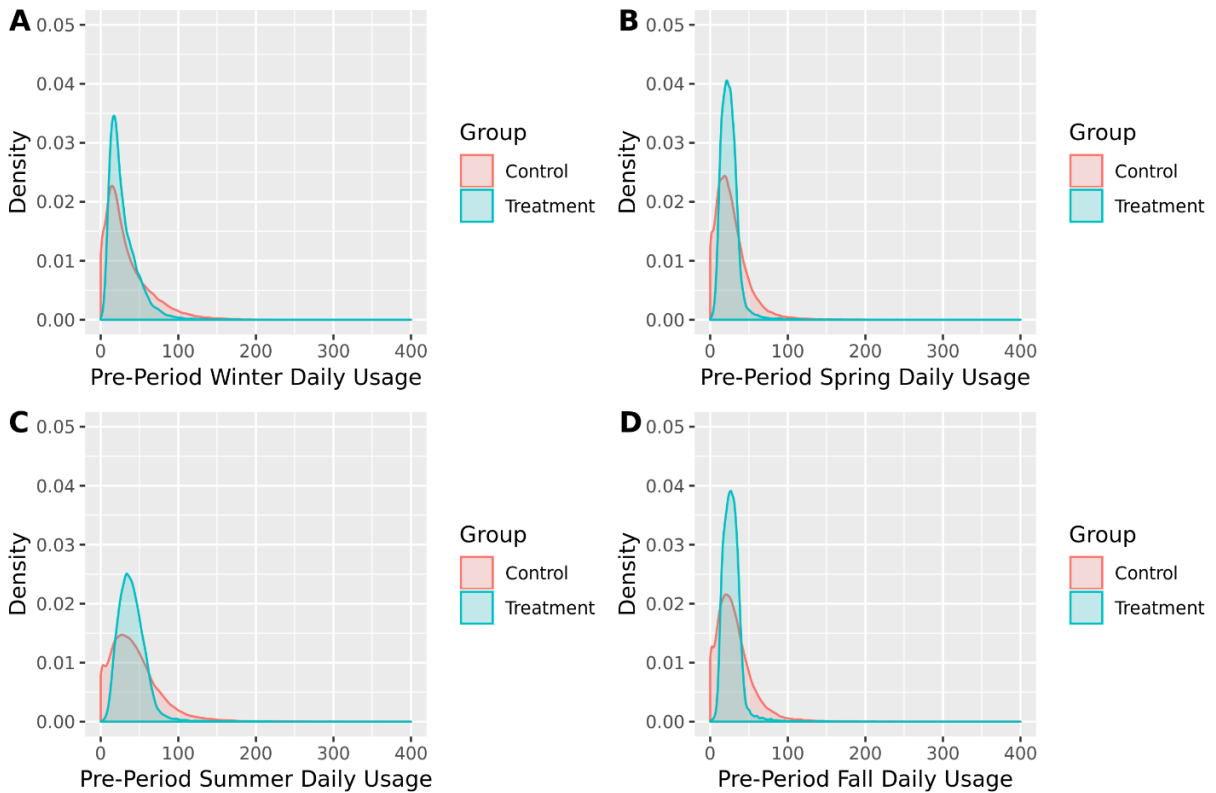 A
0.05
0.04
0.03
0.02
0.01
0.00
Density
0 100 200 300 400
Pre-Period Winter Daily Usage
Group
Control
Treatment
B
0.05
0.04
0.03
0.02
0.01
0.00
Density
0 100 200 300 400
Pre-Period Spring Daily Usage
Group
Control
Treatment
C
0.05
0.04
0.03
0.02
0.01
0.00
Density
0 100 200 300 400
Pre-Period Summer Daily Usage
Group
Control
Treatment
D
0.05
0.04
0.03
0.02
0.01
0.00
Density
0 100 200 300 400
Pre-Period Fall Daily Usage
Group
Control
Treatment